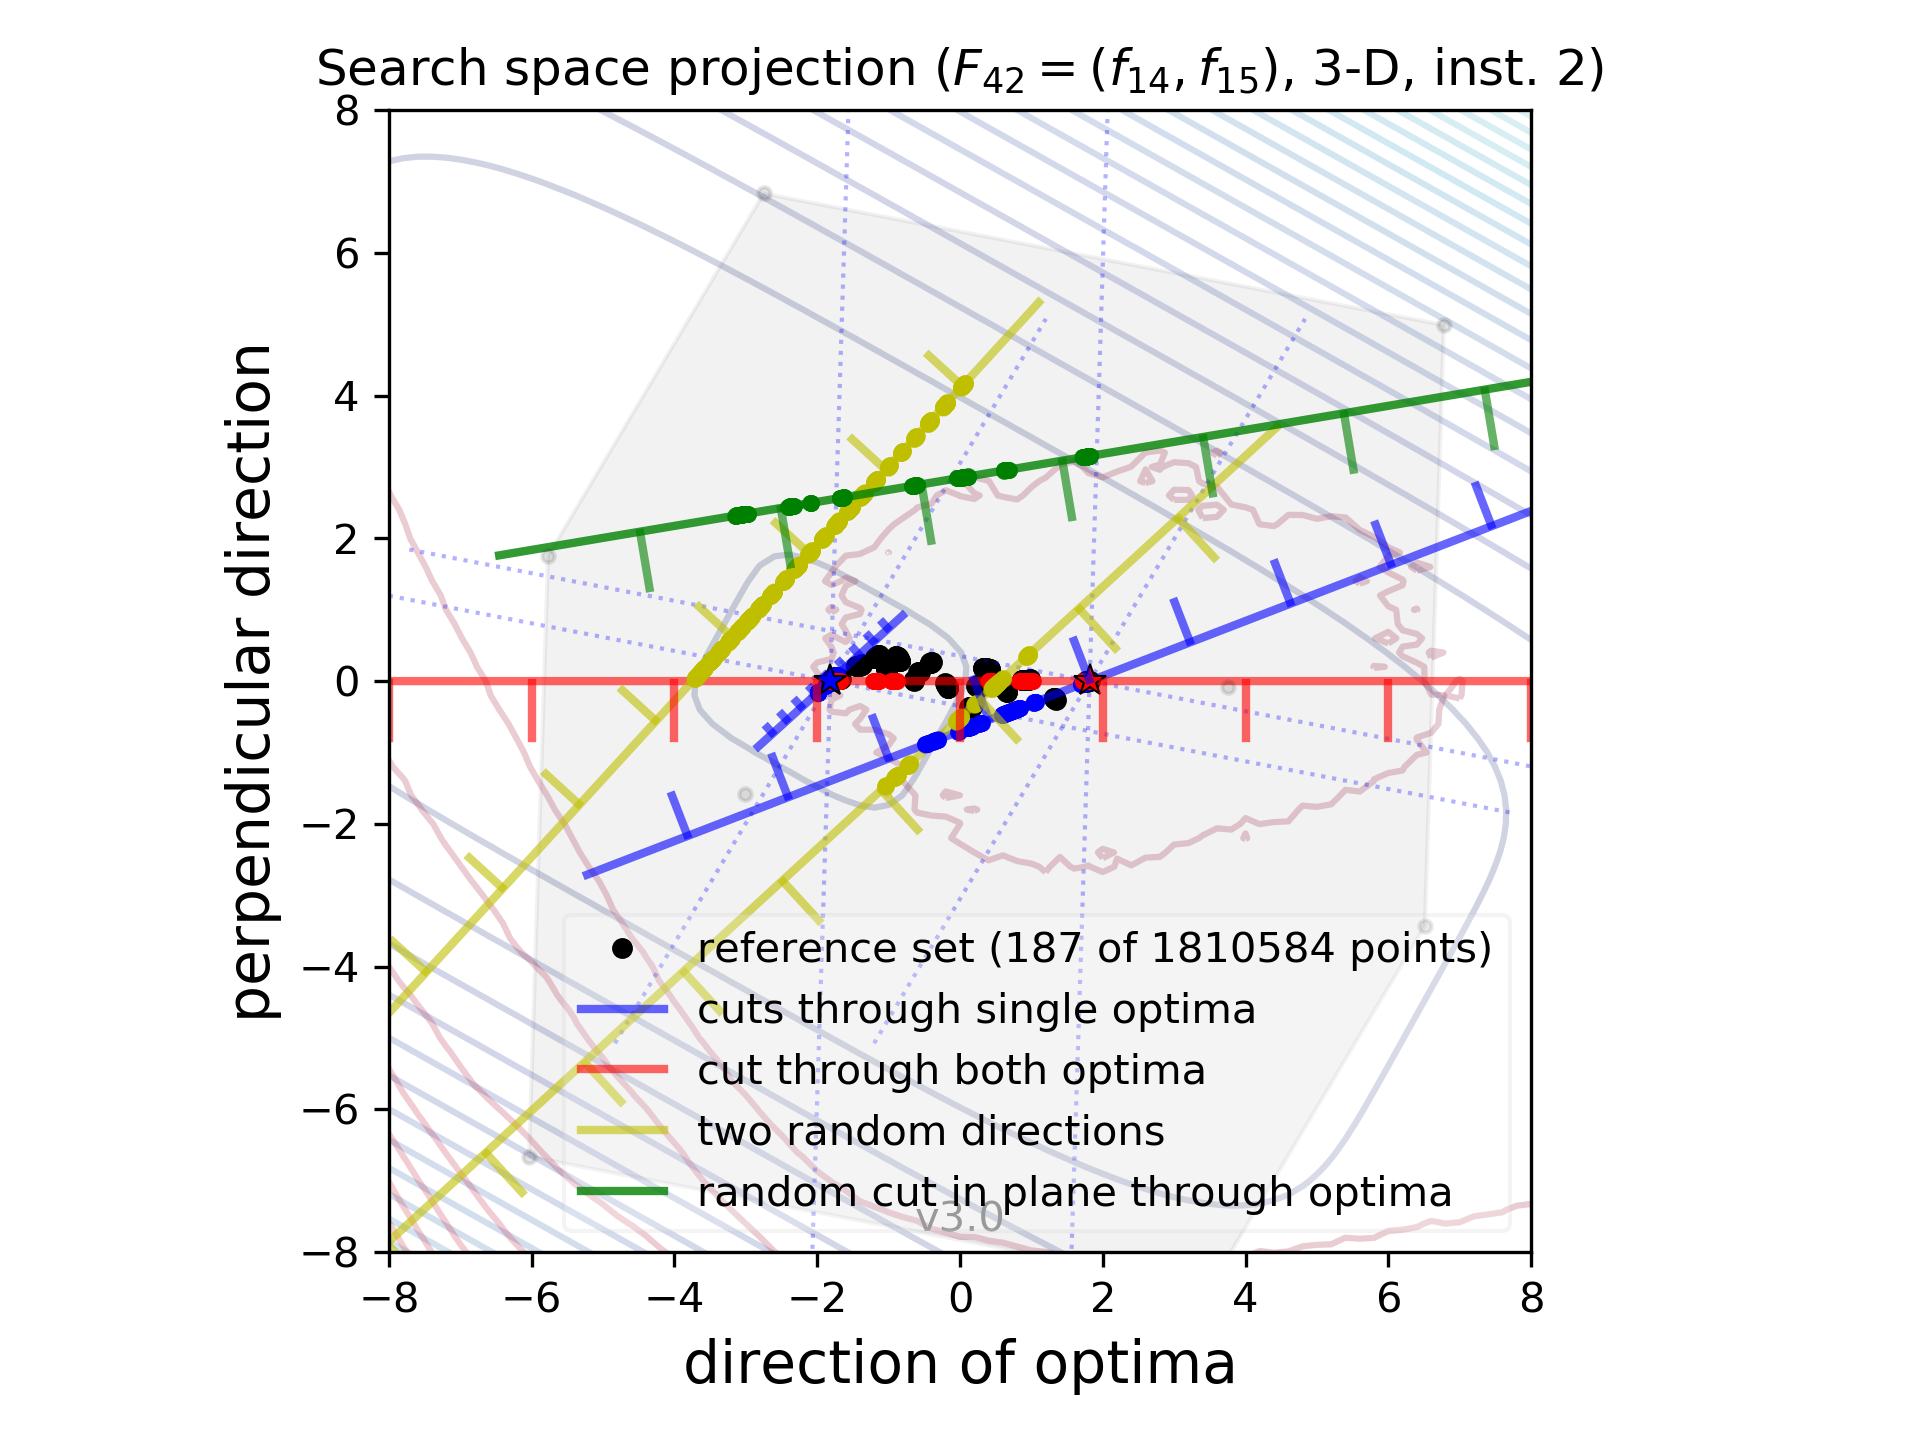 Search space projection (F42 = (f14, f15), 3-D, inst. 2)
8
6
4
2
0
−2
−4
−6
−8
perpendicular direction
reference set (187 of 1810584 points)
cuts through single optima
cut through both optima
two random directions
random cut in plane through optima
v3.0
−8 −6 −4 −2 0 2 4 6 8
direction of optima